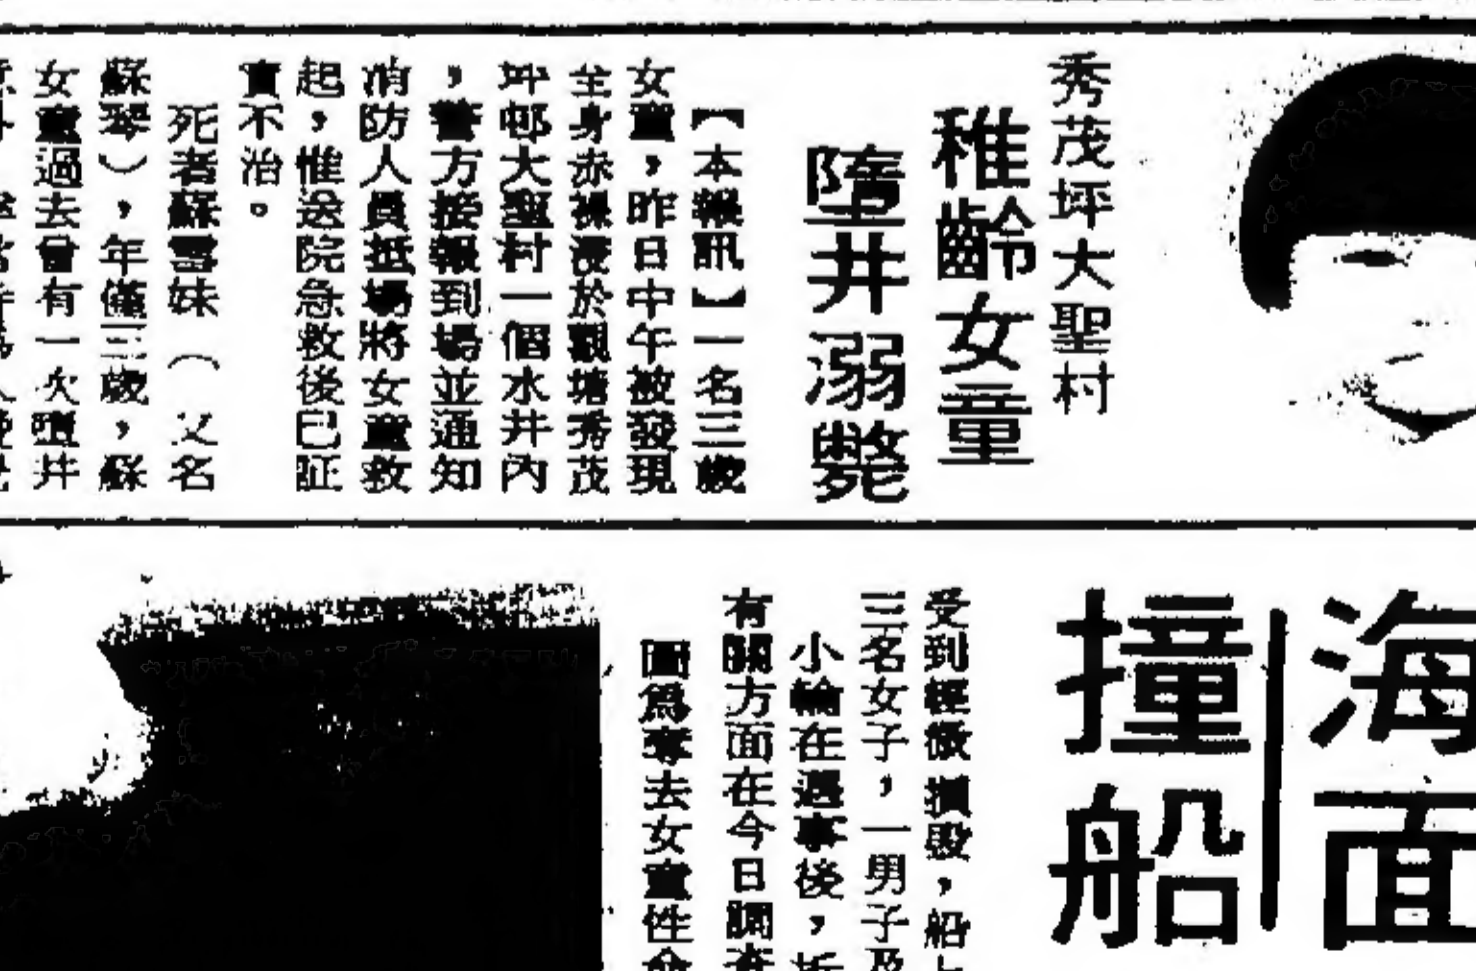 秀茂坪大聖村
稚齡女童
墮井溺斃
【本報訊】一名三歲
女童，昨日中午被發現
全身赤裸浸於觀塘秀茂
坪邨大聖村一個水井內
，警方接報到場並通知
消防人員抵場將女童救
起，惟送院急救後已証
實不治。
死者蘇雪妹（又名
蘇琴），年僅三歲，蘇
女童過去曾有一次墮井
海面
撞船
受到輕微損毀，船
三名女子，一男子及
小輪在遇事後，
有關方面在今日調查
圖為奪去女童性命